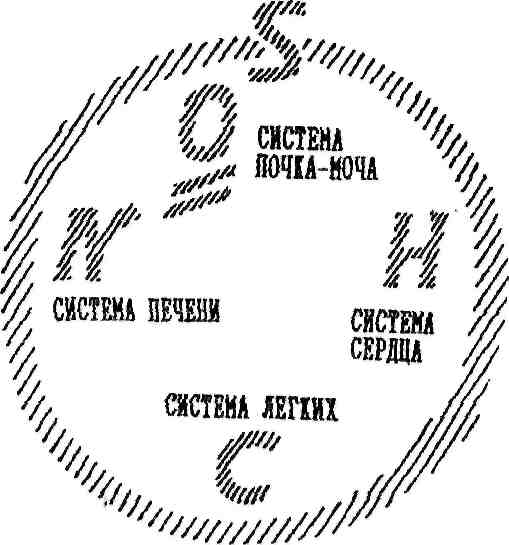 S
O
СИСТЕМА
ПОЧКА-МОЧА
N
СИСТЕМА ПЕЧЕНИ
H
СИСТЕМА
СЕРДЦА
СИСТЕМА ЛЕГКИХ
C